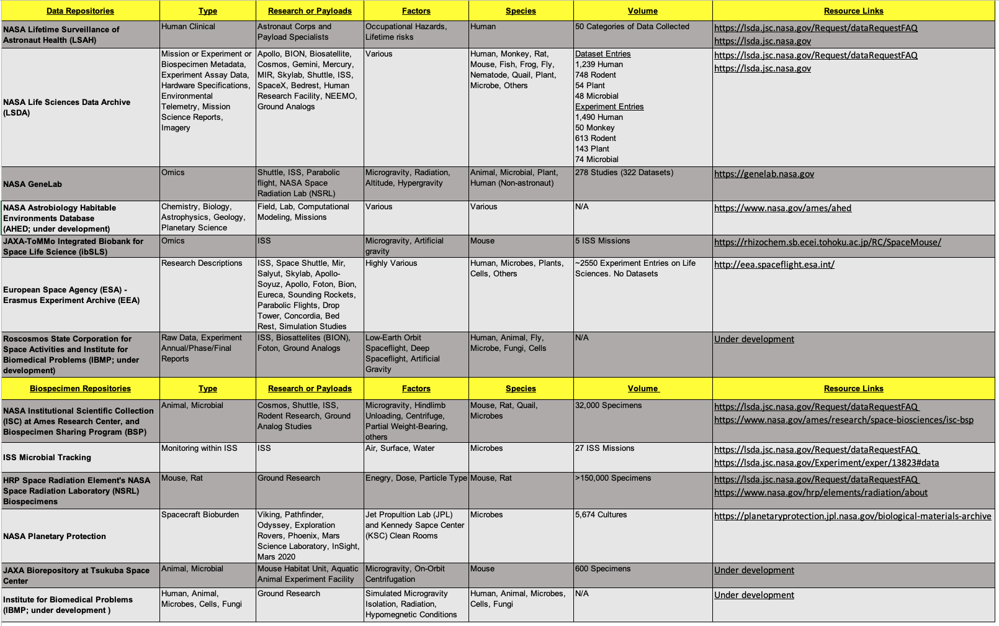 Data Repositories Type Research or Payloads Factors Species Volume Resource Links
NASA Lifetime Surveillance of
Astronaut Health (LSAH)
Human Clinical
Astronaut Corps and
Payload Specialists
Occupational Hazards,
Lifetime risks
Human
50 Categories of Data Collected
https://lsda.jsc.nasa.gov/Request/dataRequestFAQ
https://lsda.jsc.nasa.gov
NASA Life Sciences Data Archive
(LSDA)
Mission or Experiment or
Biospecimen Metadata,
Experiment Assay Data,
Hardware Specifications,
Environmental
Telemetry, Mission
Science Reports,
Imagery
Apollo, BION, Biosatellite,
Cosmos, Gemini, Mercury,
MIR, Skylab, Shuttle, ISS,
SpaceX, Bedrest, Human
Research Facility, NEEMO,
Ground Analogs
Various
Human, Monkey, Rat,
Mouse, Fish, Frog, Fly,
Nematode, Quail, Plant,
Microbe, Others
Dataset Entries
1,239 Human
748 Rodent
54 Plant
48 Microbial
Experiment Entries
1,490 Human
50 Monkey
613 Rodent
143 Plant
74 Microbial
https://lsda.jsc.nasa.gov/Request/dataRequestFAQ
https://lsda.jsc.nasa.gov
NASA GeneLab
Omics
Shuttle, ISS, Parabolic
flight, NASA Space
Radiation Lab (NSRL)
Microgravity, Radiation,
Altitude, Hypergravity
Animal, Microbial, Plant,
Human (Non-astronaut)
278 Studies (322 Datasets)
https://genelab.nasa.gov
NASA Astrobiology Habitable
Environments Database
(AHED; under development)
Chemistry, Biology,
Astrophysics, Geology,
Planetary Science
Field, Lab, Computational
Modeling, Missions
Various
Various
N/A
https://www.nasa.gov/ames/ahed
JAXA-ToMMo Integrated Biobank for
Space Life Science (ibSLS)
Omics
ISS
Microgravity, Artificial
gravity
Mouse
5 ISS Missions
https://rhizochem.sb.ecei.tohoku.ac.jp/RC/SpaceMouse/
European Space Agency (ESA) -
Erasmus Experiment Archive (EEA)
Research Descriptions
ISS, Space Shuttle, Mir,
Salyut, Skylab, Apollo-
Soyuz, Apollo, Foton, Bion,
Eureca, Sounding Rockets,
Parabolic Flights, Drop
Tower, Concordia, Bed
Rest, Simulation Studies
Highly Various
Human, Microbes, Plants,
Cells, Others
~2550 Experiment Entries on Life
Sciences. No Datasets
http://eea.spaceflight.esa.int/
Roscosmos State Corporation for
Space Activities and Institute for
Biomedical Problems (IBMP; under
development)
Raw Data, Experiment
Annual/Phase/Final
Reports
ISS, Biosattelites (BION),
Foton, Ground Analogs
Low-Earth Orbit
Spaceflight, Deep
Spaceflight, Artificial
Gravity
Human, Animal, Fly,
Microbe, Fungi, Cells
N/A
Under development
Biospecimen Repositories Type Research or Payloads Factors Species Volume Resource Links
NASA Institutional Scientific Collection
(ISC) at Ames Research Center, and
Biospecimen Sharing Program (BSP)
Animal, Microbial
Cosmos, Shuttle, ISS,
Rodent Research, Ground
Analog Studies
Microgravity, Hindlimb
Unloading, Centrifuge,
Partial Weight-Bearing,
others
Mouse, Rat, Quail,
Microbes
32,000 Specimens
https://lsda.jsc.nasa.gov/Request/dataRequestFAQ
https://www.nasa.gov/ames/research/space-biosciences/isc-bsp
ISS Microbial Tracking
Monitoring within ISS
ISS
Air, Surface, Water
Microbes
27 ISS Missions
https://lsda.jsc.nasa.gov/Request/dataRequestFAQ
https://lsda.jsc.nasa.gov/Experiment/exper/13823#data
HRP Space Radiation Element's NASA
Space Radiation Laboratory (NSRL)
Biospecimens
Mouse, Rat
Ground Research
Enegry, Dose, Particle Type
Mouse, Rat
>150,000 Specimens
https://lsda.jsc.nasa.gov/Request/dataRequestFAQ
https://www.nasa.gov/hrp/elements/radiation/about
NASA Planetary Protection
Spacecraft Bioburden
Viking, Pathfinder,
Odyssey, Exploration
Rovers, Phoenix, Mars
Science Laboratory, InSight,
Mars 2020
Jet Propultion Lab (JPL)
and Kennedy Sapce Center
(KSC) Clean Rooms
Microbes
5,674 Cultures
https://planetaryprotection.jpl.nasa.gov/biological-materials-archive
JAXA Biorepository at Tsukuba Space
Center
Animal, Microbial
Mouse Habitat Unit, Aquatic
Animal Experiment Facility
Microgravity, On-Orbit
Centrifugation
Mouse
600 Specimens
Under development
Institute for Biomedical Problems
(IBMP; under development )
Human, Animal,
Microbes, Cells, Fungi
Ground Research
Simulated Microgravity
Isolation, Radiation,
Hypomegnetic Conditions
Human, Animal, Microbes,
Cells, Fungi
N/A
Under development